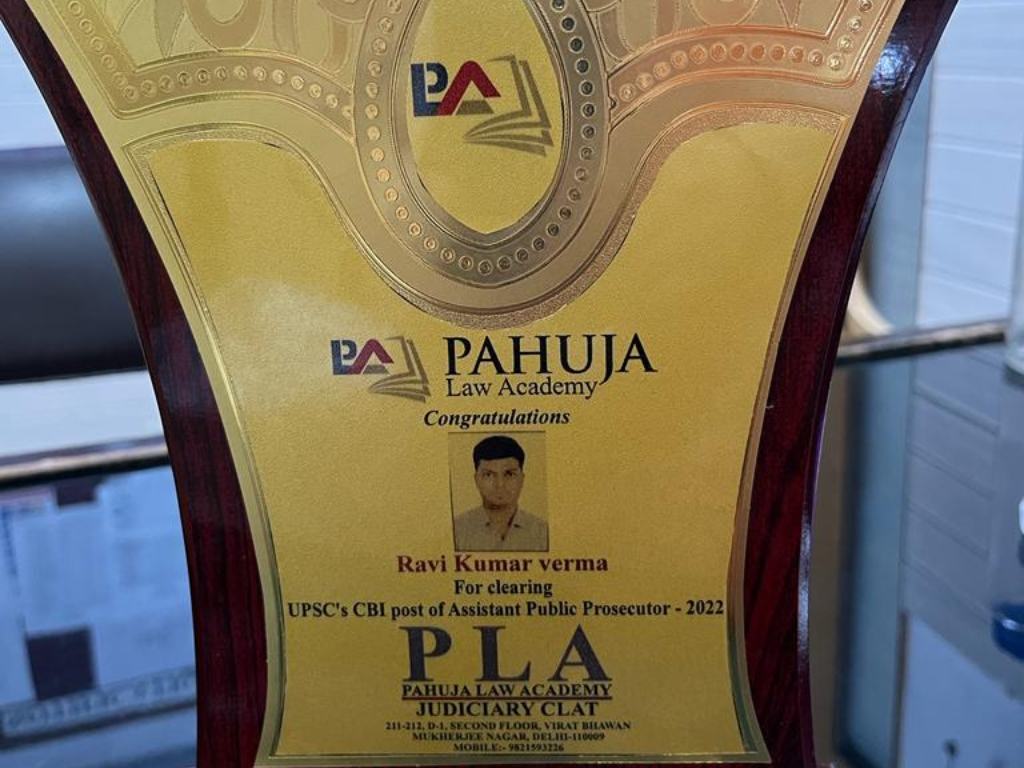 PA
PA PAHUJA
Law Academy
Congratulations
Ravi Kumar verma
For clearing
UPSC's CBI post of Assistant Public Prosecutor - 2022
PLA
PAHUJA LAW ACADEMY
JUDICIARY CLAT
211-212, D-1, SECOND FLOOR, VIRAT BHAWAN
MUKHERJEE NAGAR, DELHI-110009
MOBILE:- 9821593226